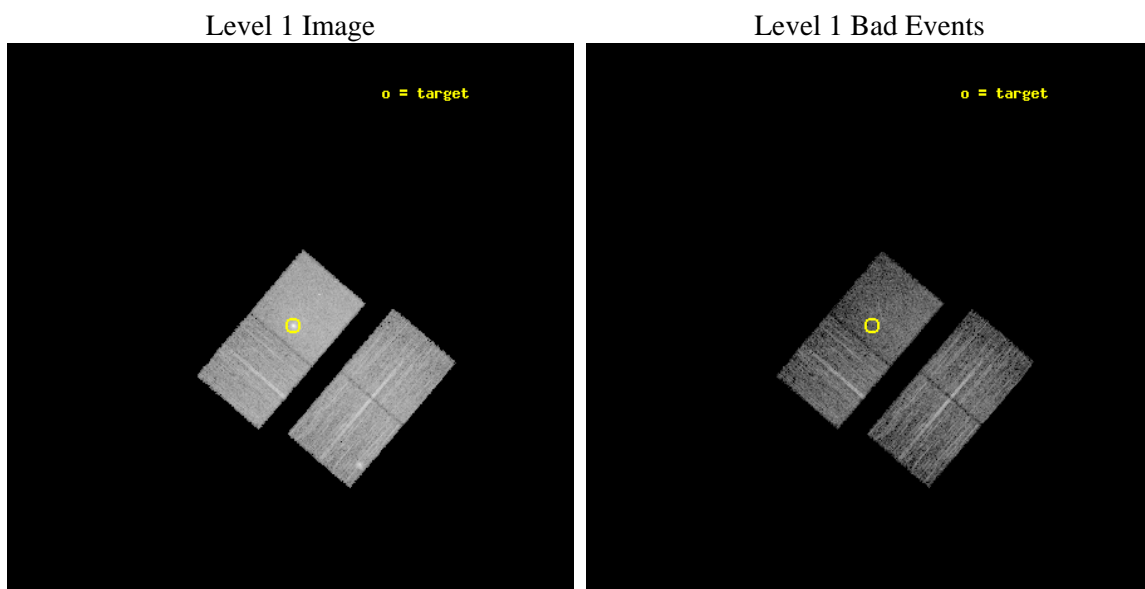 Level 1 Image
Level 1 Bad Events
o = target
o = target